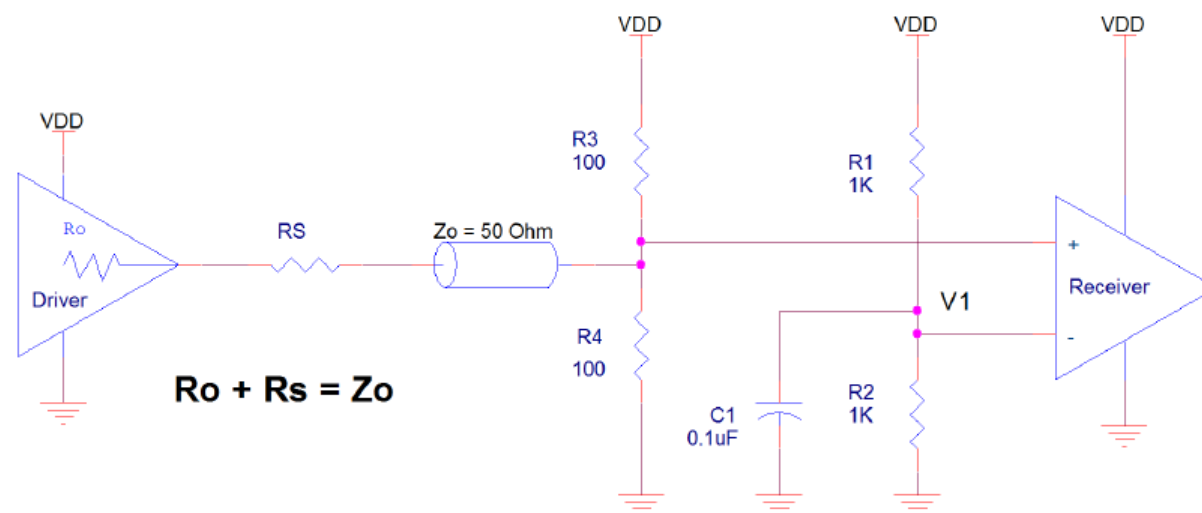 VDD
VDD
VDD
VDD
R3
100
R1
1K
Ro
RS
Zo = 50 Ohm
+
Receiver
Driver
V1
-
R4
100
Ro + Rs = Zo
C1
0.1uF
R2
1K